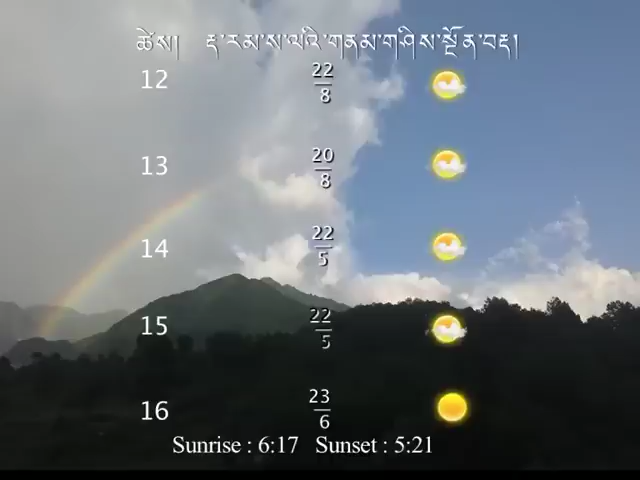 ཚེས། ད་རམ་ས་ལའི་གནམ་གཤིས་སྔོན་བརྡ།
12 22/8
13 20/8
14 22/5
15 22/5
16 23/6
Sunrise : 6:17 Sunset : 5:21